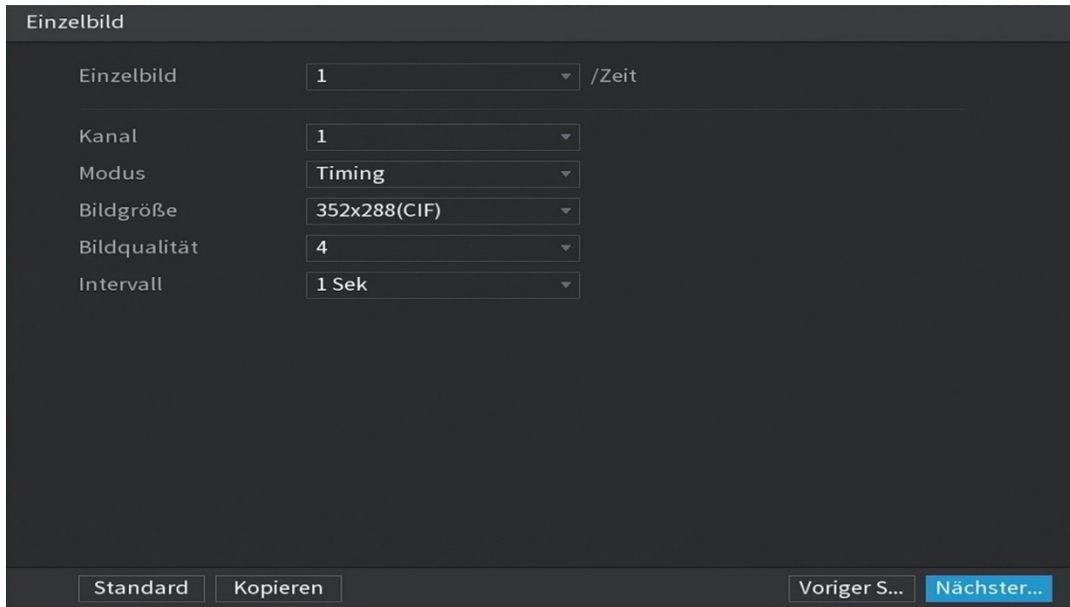 Einzelbild
Einzelbild 1 /Zeit
Kanal 1
Modus Timing
Bildgröße 352x288(CIF)
Bildqualität 4
Intervall 1 Sek
Standard Kopieren Voriger S... Nächster...